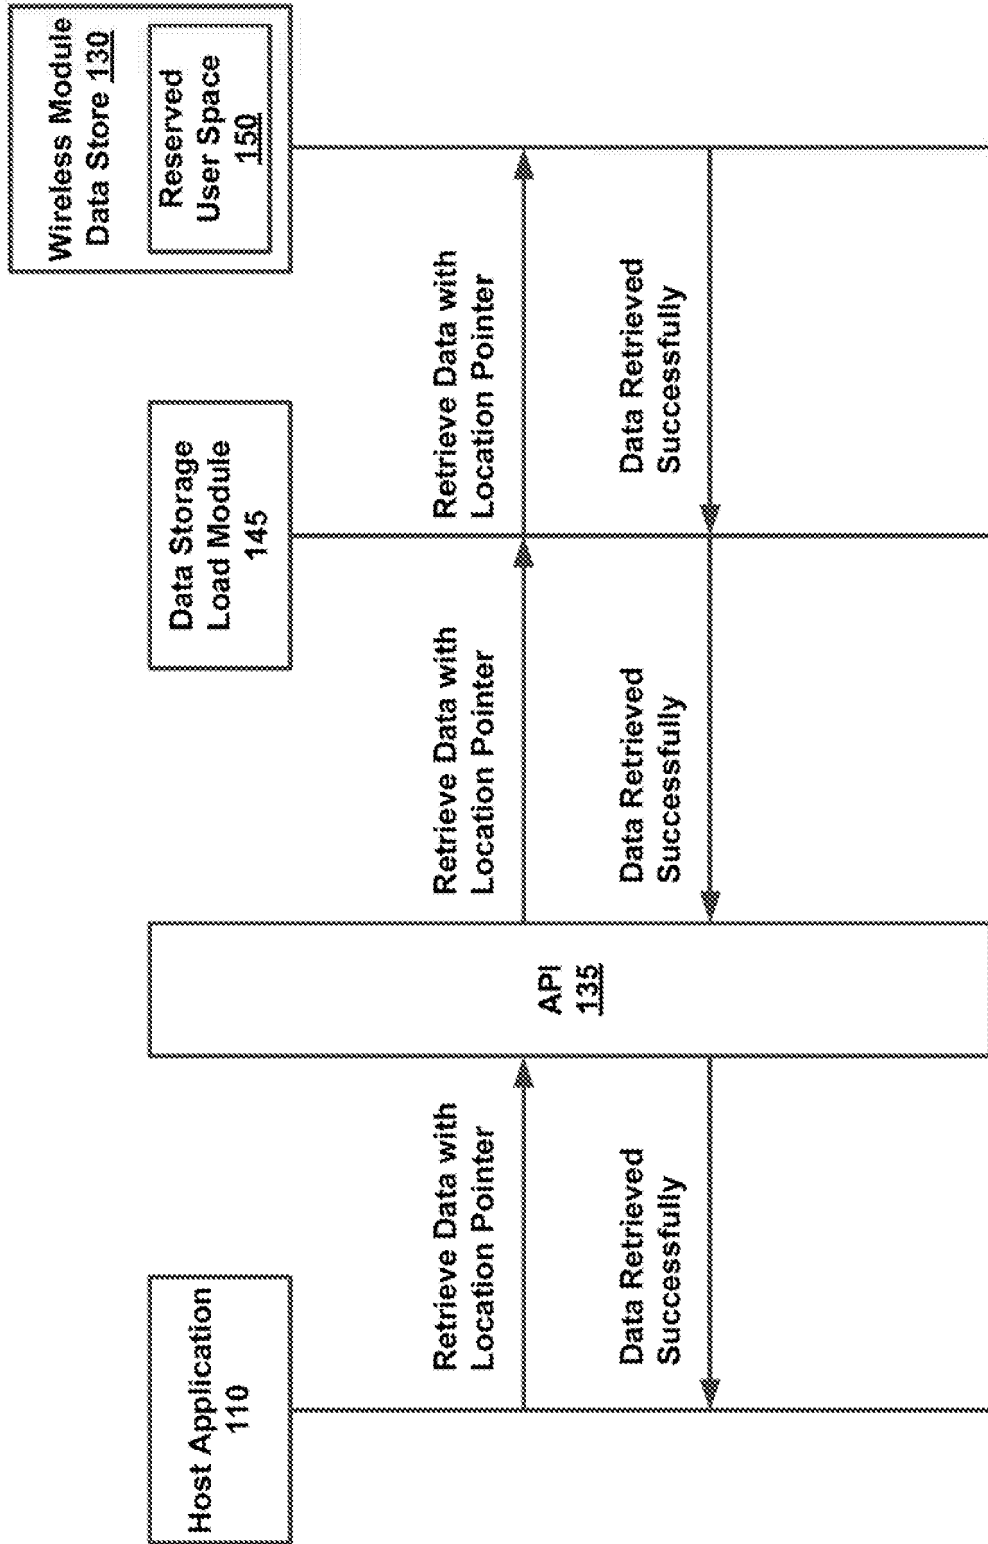 Host Application
110
API
135
Data Storage
Load Module
145
Wireless Module
Data Store 130
Reserved
User Space
150
Retrieve Data with
Location Pointer
Retrieve Data with
Location Pointer
Retrieve Data with
Location Pointer
Data Retrieved
Successfully
Data Retrieved
Successfully
Data Retrieved
Successfully